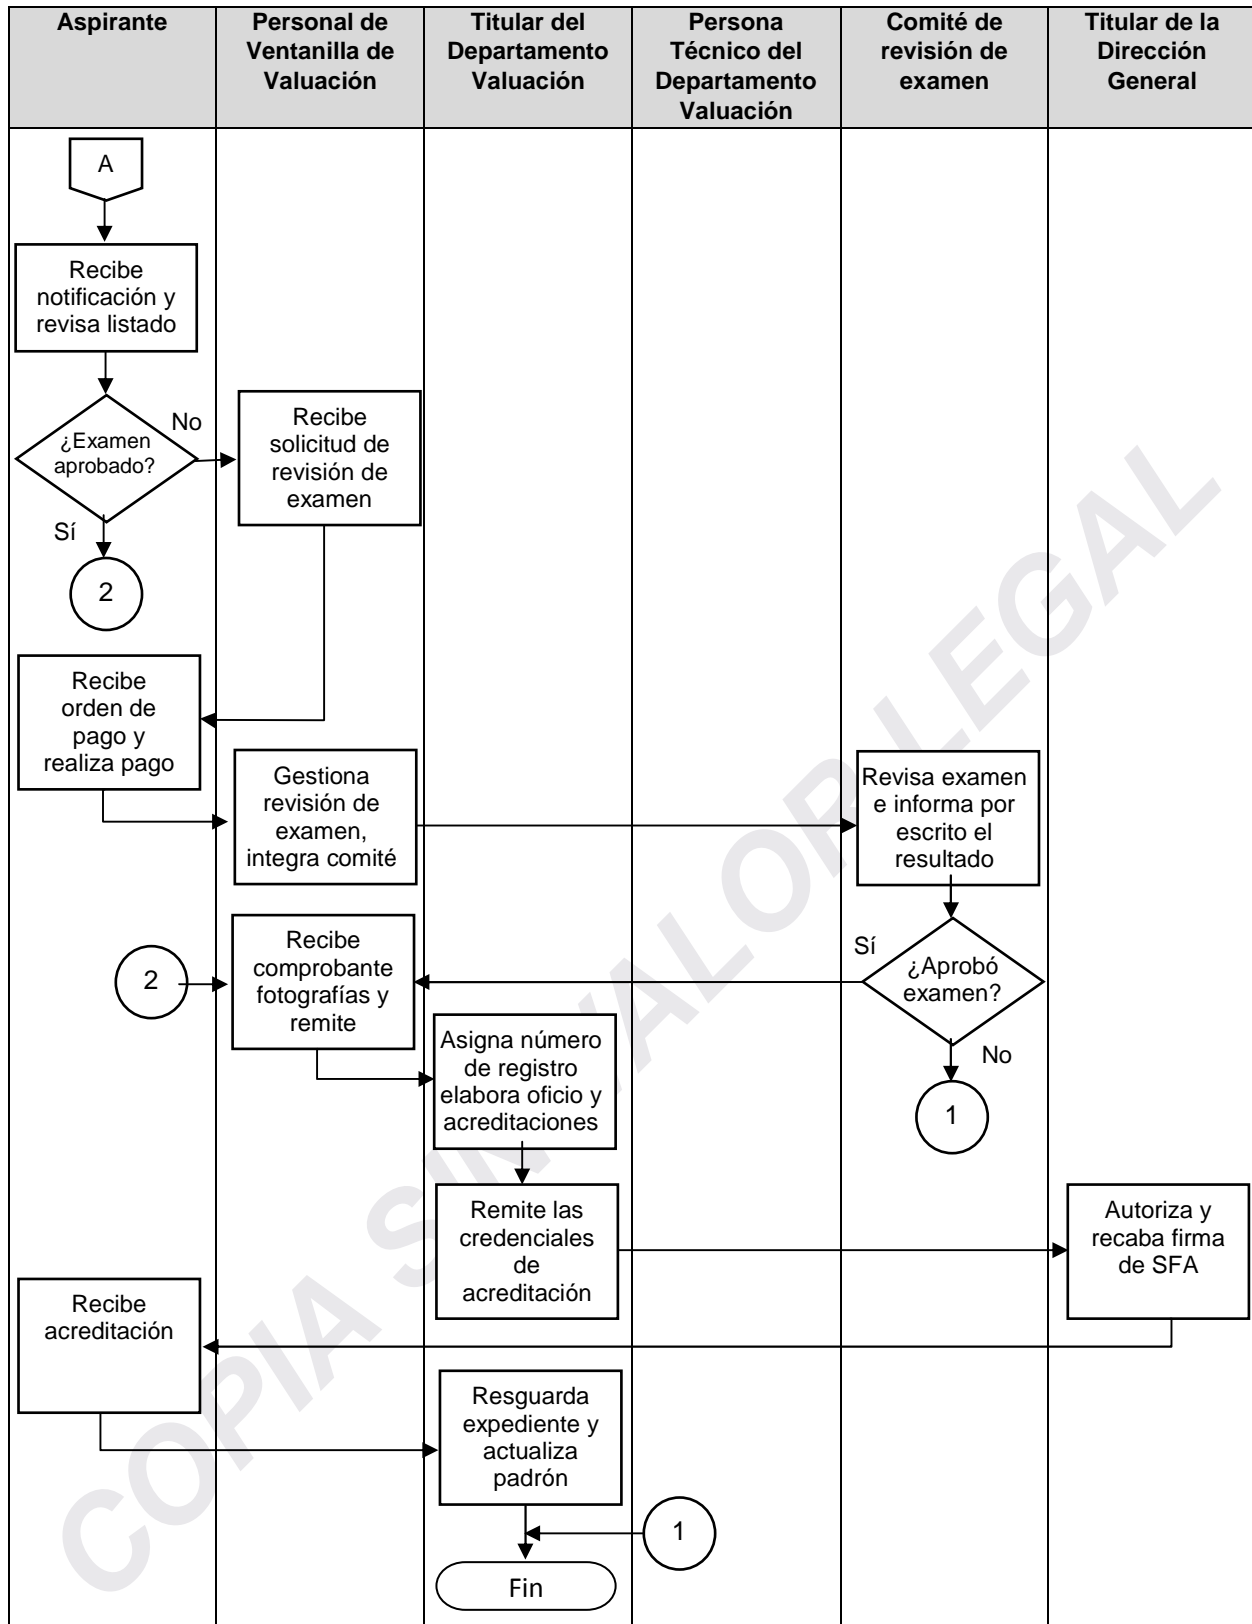 Aspirante
Personal de
Ventanilla de
Valuación
Titular del
Departamento
Valuación
Persona
Técnico del
Departamento
Valuación
Comité de
revisión de
examen
Titular de la
Dirección
General
A
Recibe
notificación y
revisa listado
¿Examen
aprobado?
No
Sí
2
Recibe
solicitud de
revisión de
examen
Recibe
orden de
pago y
realiza pago
Gestiona
revisión de
examen,
integra comité
Revisa examen
e informa por
escrito el
resultado
¿Aprobó
examen?
Sí
No
1
2
Recibe
comprobante
fotografías y
remite
Asigna número
de registro
elabora oficio y
acreditaciones
Remite las
credenciales
de
acreditación
Autoriza y
recaba firma
de SFA
Recibe
acreditación
Resguarda
expediente y
actualiza
padrón
1
Fin
COPIA SIN VALOR LEGAL